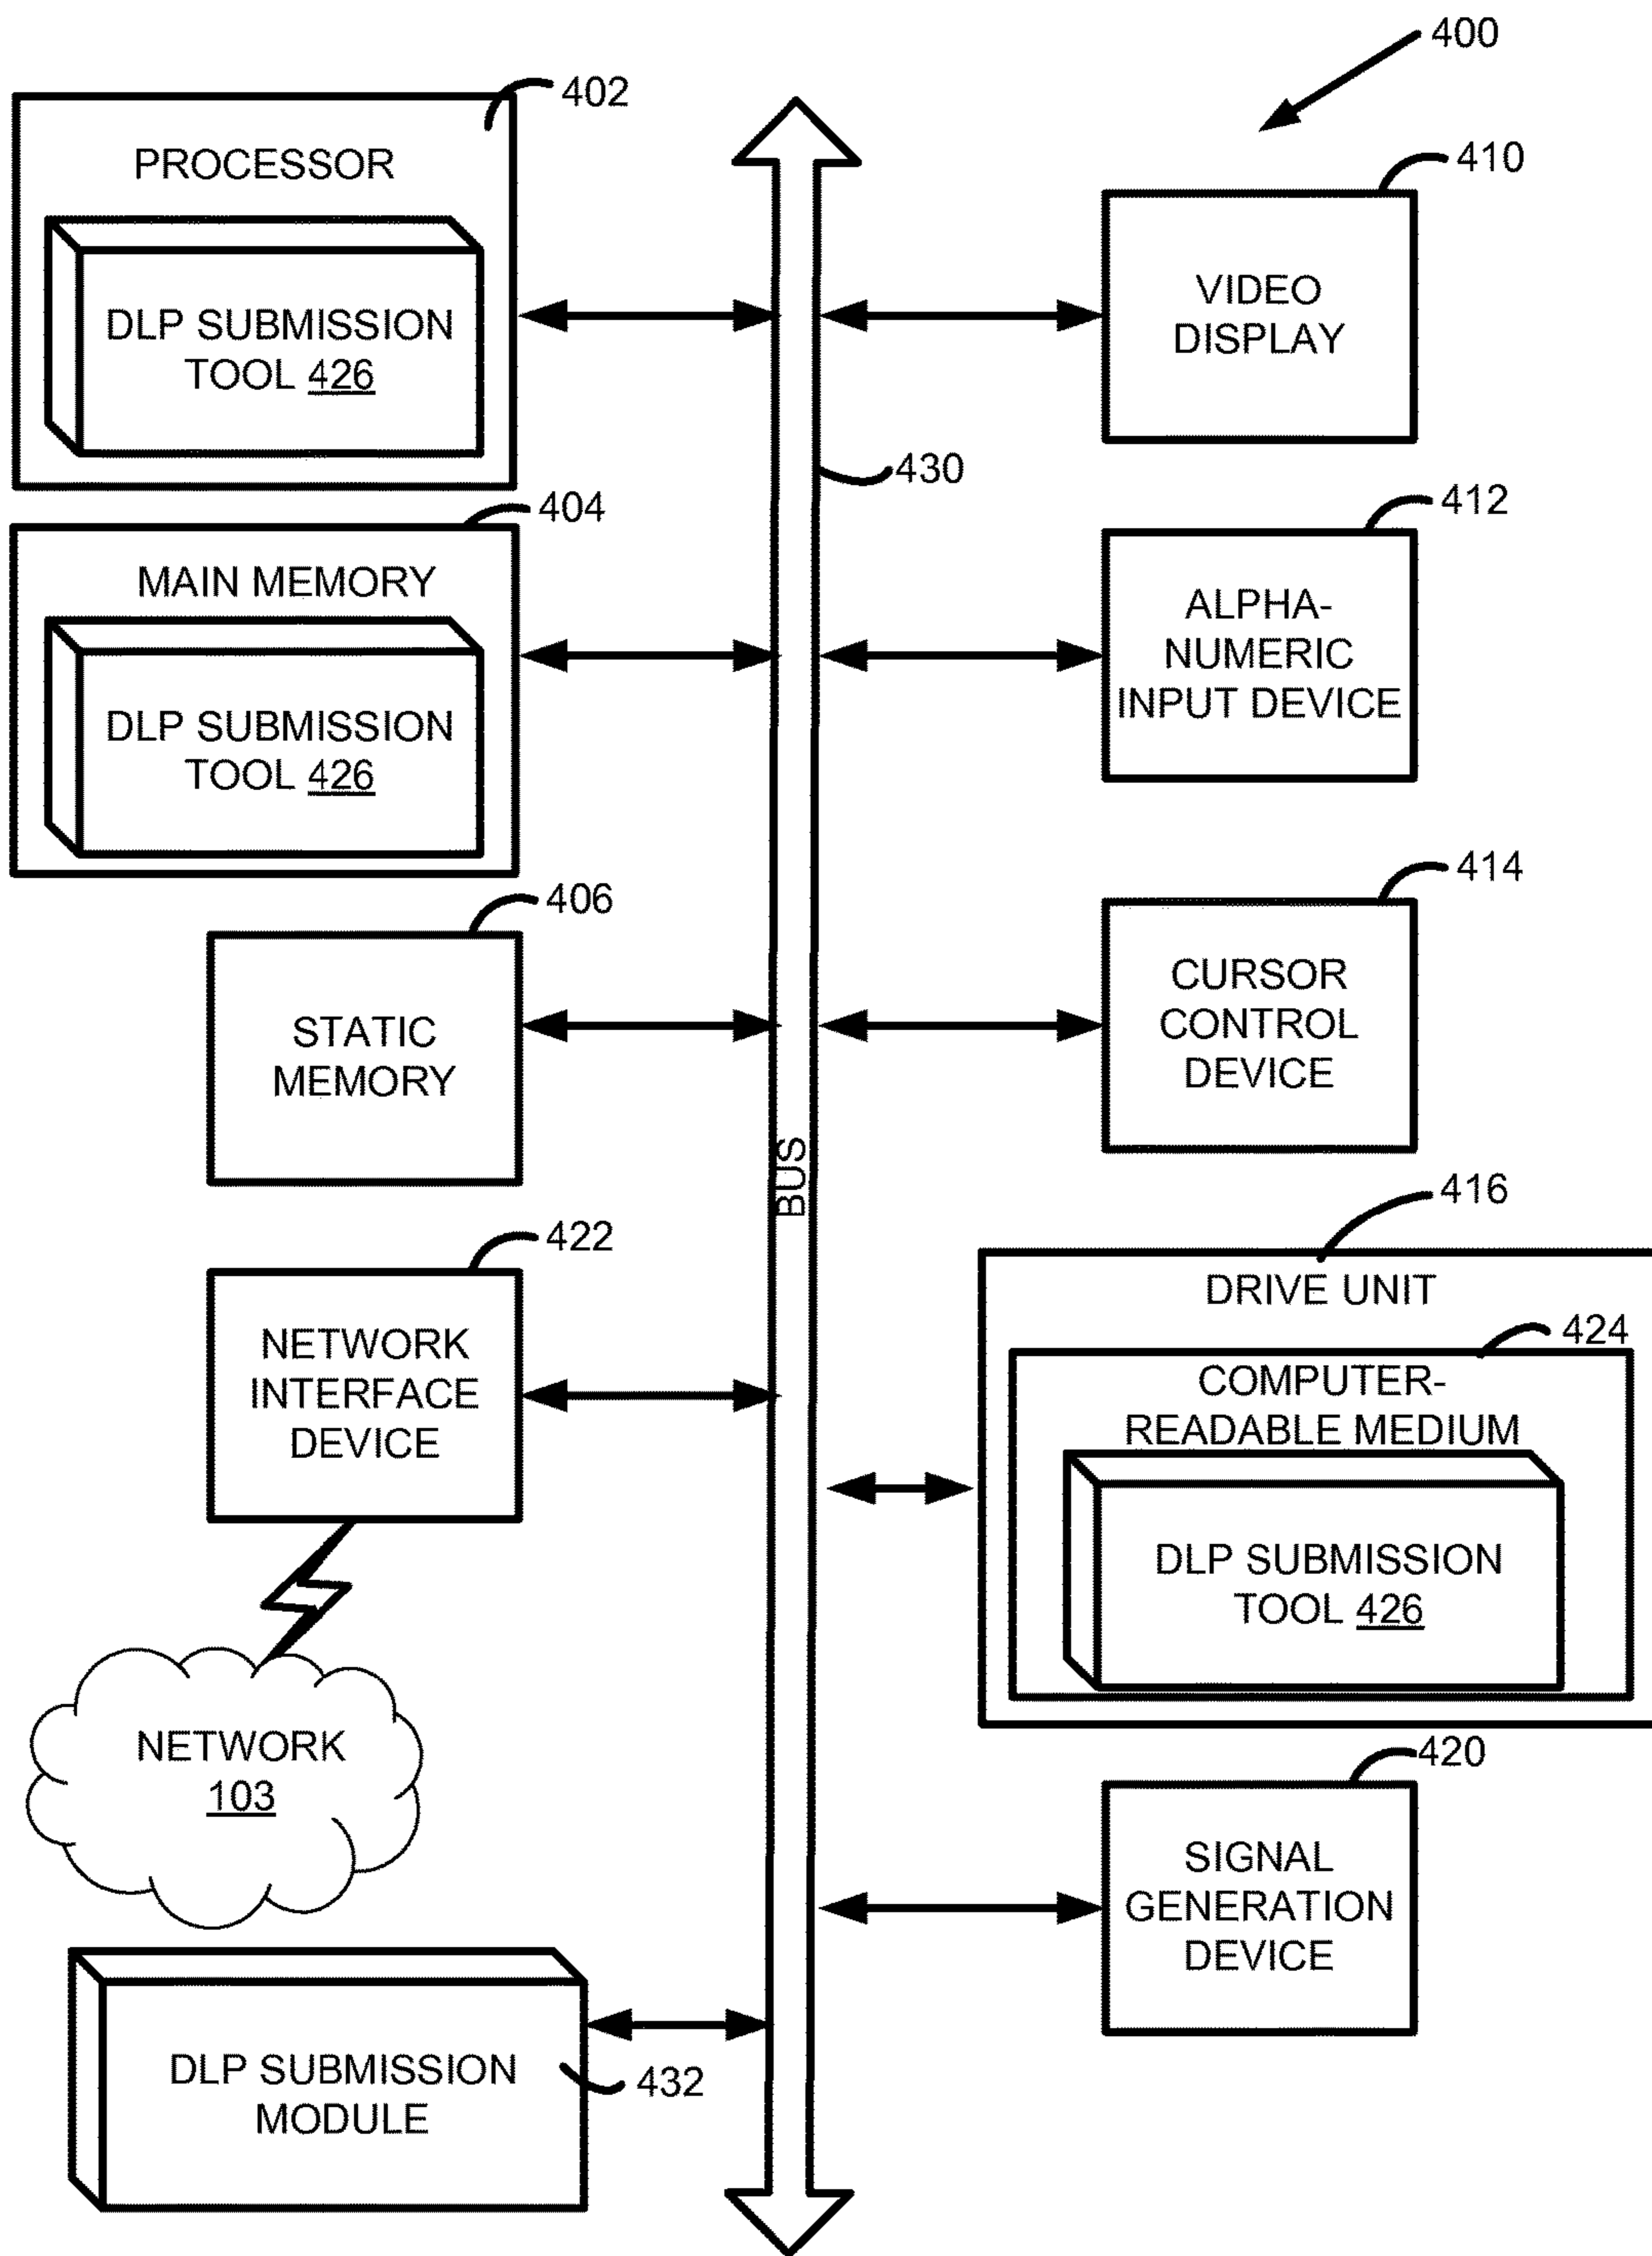 400
402
PROCESSOR
DLP SUBMISSION
TOOL 426
410
VIDEO
DISPLAY
430
404
MAIN MEMORY
DLP SUBMISSION
TOOL 426
412
ALPHA-
NUMERIC
INPUT DEVICE
406
STATIC
MEMORY
414
CURSOR
CONTROL
DEVICE
BUS
422
NETWORK
INTERFACE
DEVICE
416
DRIVE UNIT
424
COMPUTER-
READABLE MEDIUM
DLP SUBMISSION
TOOL 426
NETWORK
103
420
SIGNAL
GENERATION
DEVICE
DLP SUBMISSION
MODULE
432